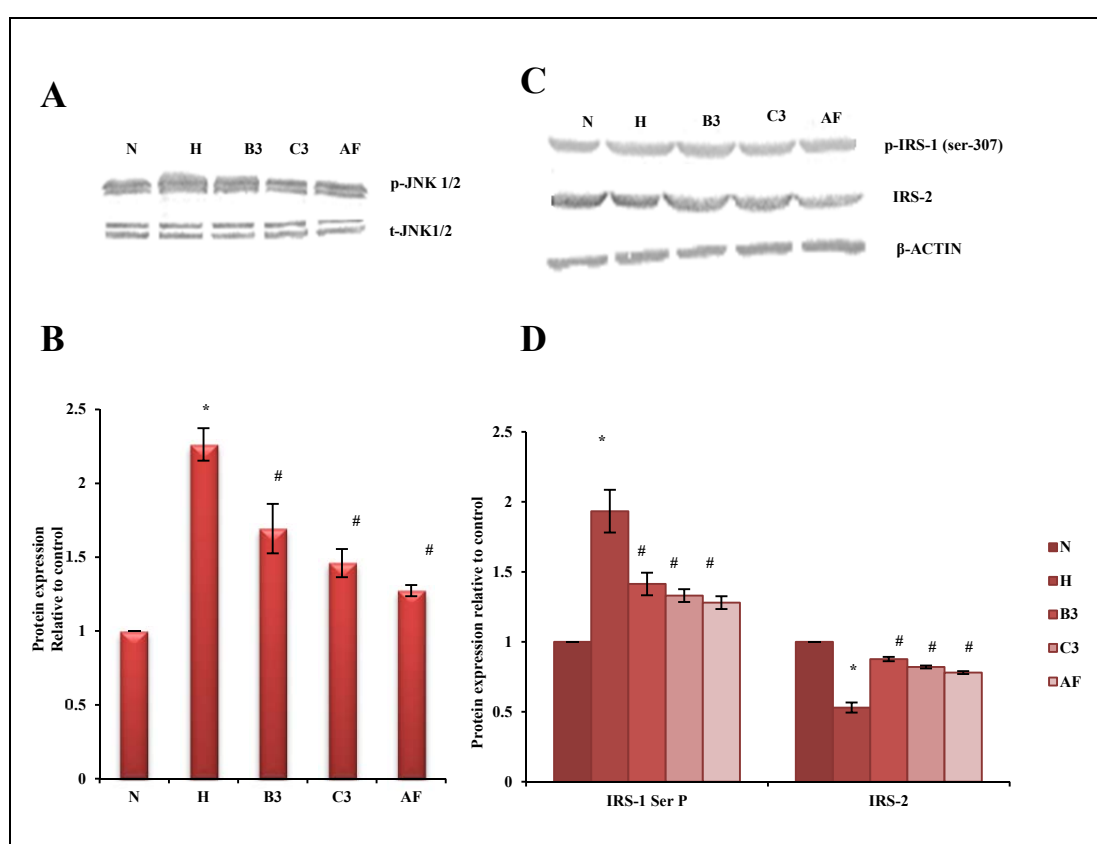 A
N H B3 C3 AF
p-JNK 1/2
t-JNK1/2
C
N H B3 C3 AF
p-IRS-1 (ser-307)
IRS-2
β-ACTIN
B
Protein expression
Relative to control
2.5
2
1.5
1
0.5
0
*
#
#
#
N H B3 C3 AF
D
Protein expression relative to control
2.5
2
1.5
1
0.5
0
*
# # #
*
# # #
IRS-1 Ser P IRS-2
N
H
B3
C3
AF